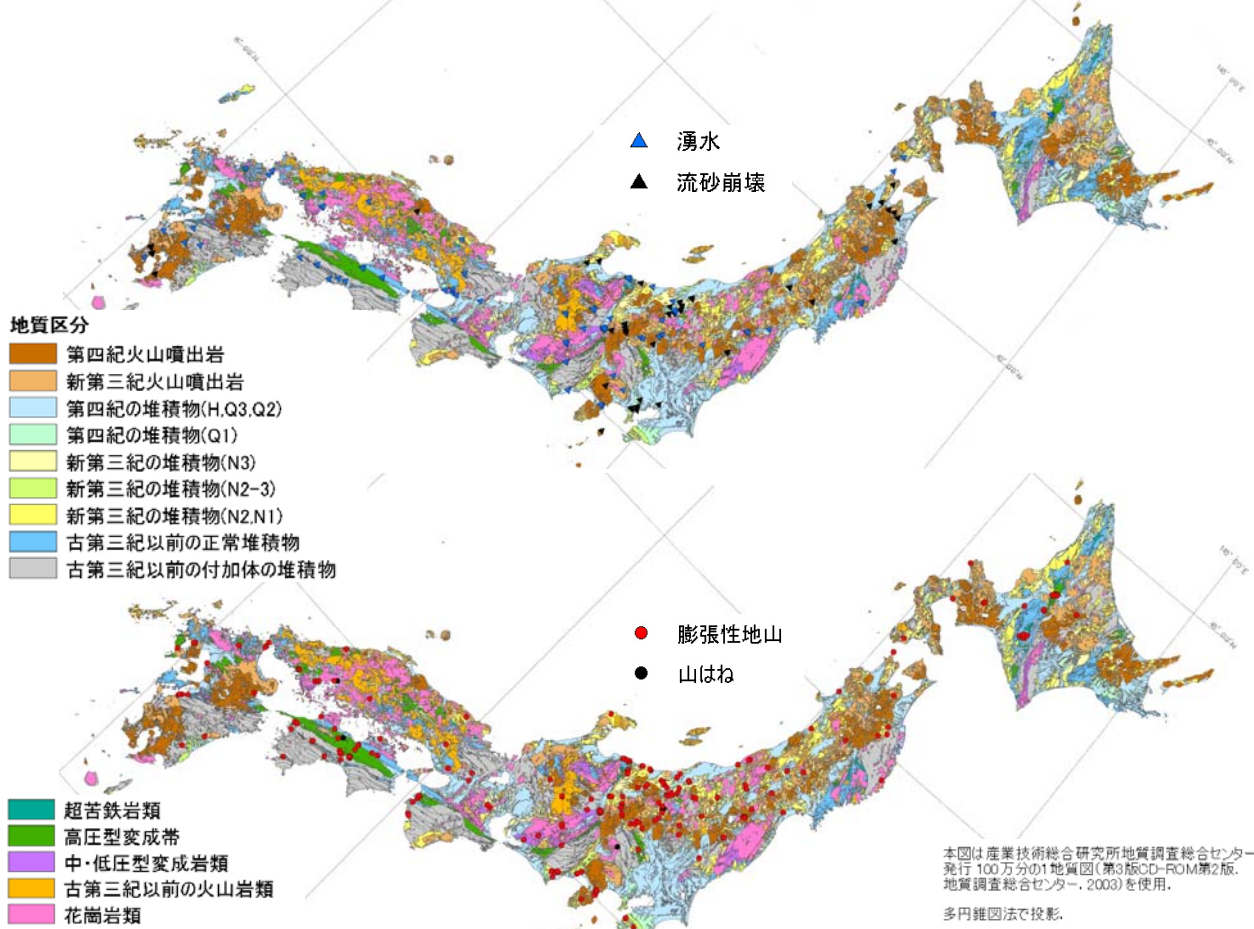 湧水
流砂崩壊
地質区分
第四紀火山噴出岩
新第三紀火山噴出岩
第四紀の堆積物(H,Q3,Q2)
第四紀の堆積物(Q1)
新第三紀の堆積物(N3)
新第三紀の堆積物(N2-3)
新第三紀の堆積物(N2,N1)
古第三紀以前の正常堆積物
古第三紀以前の付加体の堆積物
膨張性地山
山はね
超苦鉄岩類
高圧型変成帯
中・低圧型変成岩類
古第三紀以前の火山岩類
花崗岩類
本図は産業技術総合研究所地質調査総合センター
発行 100万分の1地質図(第3版CD-ROM第2版.
地質調査総合センター. 2003)を使用.
多円錐図法で投影.